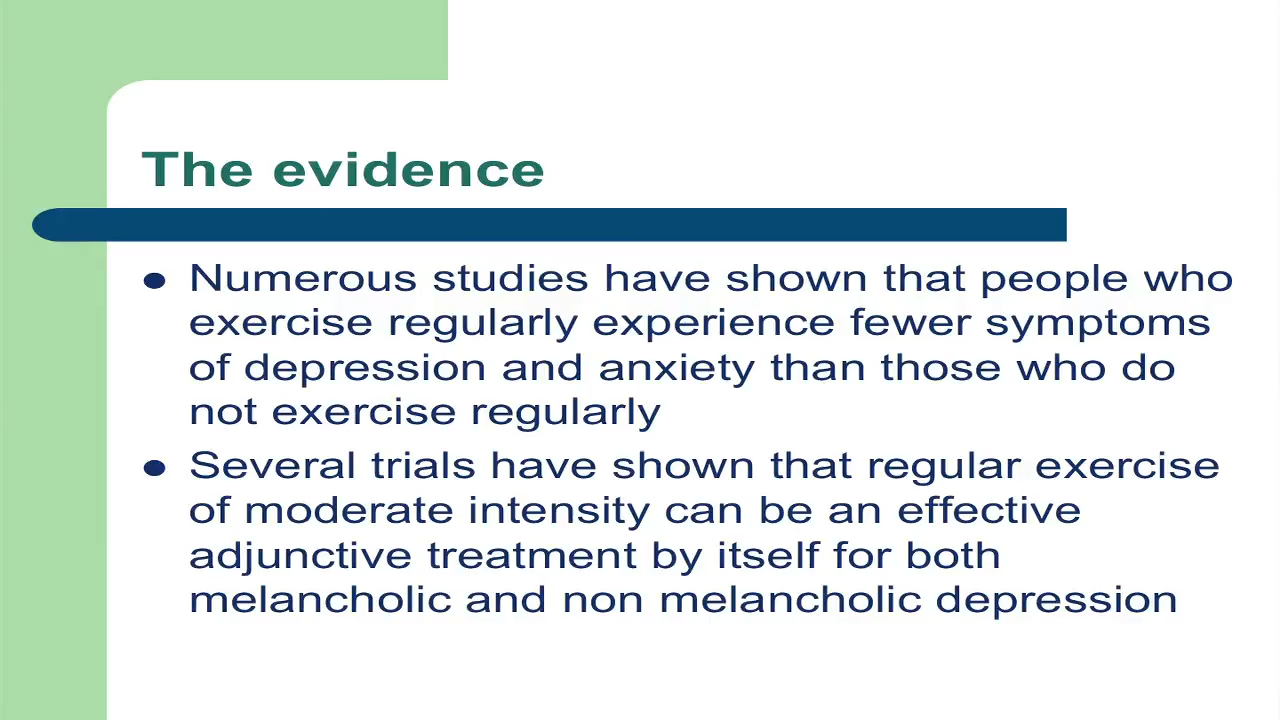 The evidence
Numerous studies have shown that people who
exercise regularly experience fewer symptoms
of depression and anxiety than those who do
not exercise regularly
Several trials have shown that regular exercise
of moderate intensity can be an effective
adjunctive treatment by itself for both
melancholic and non melancholic depression